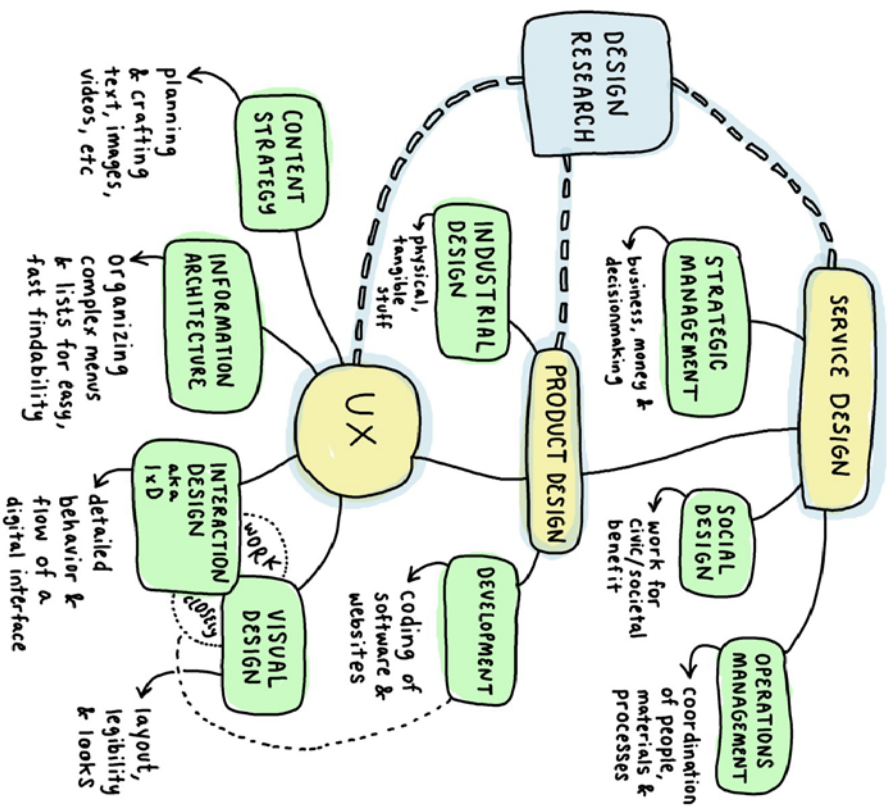 SERVICE DESIGN
DESIGN
RESEARCH
STRATEGIC
MANAGEMENT
business, money &
decisionmaking
SOCIAL
DESIGN
work for
civic/societal
benefit
OPERATIONS
MANAGEMENT
coordination
of people,
materials &
processes
PRODUCT DESIGN
INDUSTRIAL
DESIGN
physical,
tangible
stuff
DEVELOPMENT
coding of
software &
websites
UX
CONTENT
STRATEGY
planning
& crafting
text, images,
videos, etc
INFORMATION
ARCHITECTURE
organizing
complex menus
& lists for easy,
fast findability
INTERACTION
DESIGN
aka
IxD
detailed
behavior &
flow of a
digital interface
WORK
CLOSELY
VISUAL
DESIGN
layout,
legibility
& looks